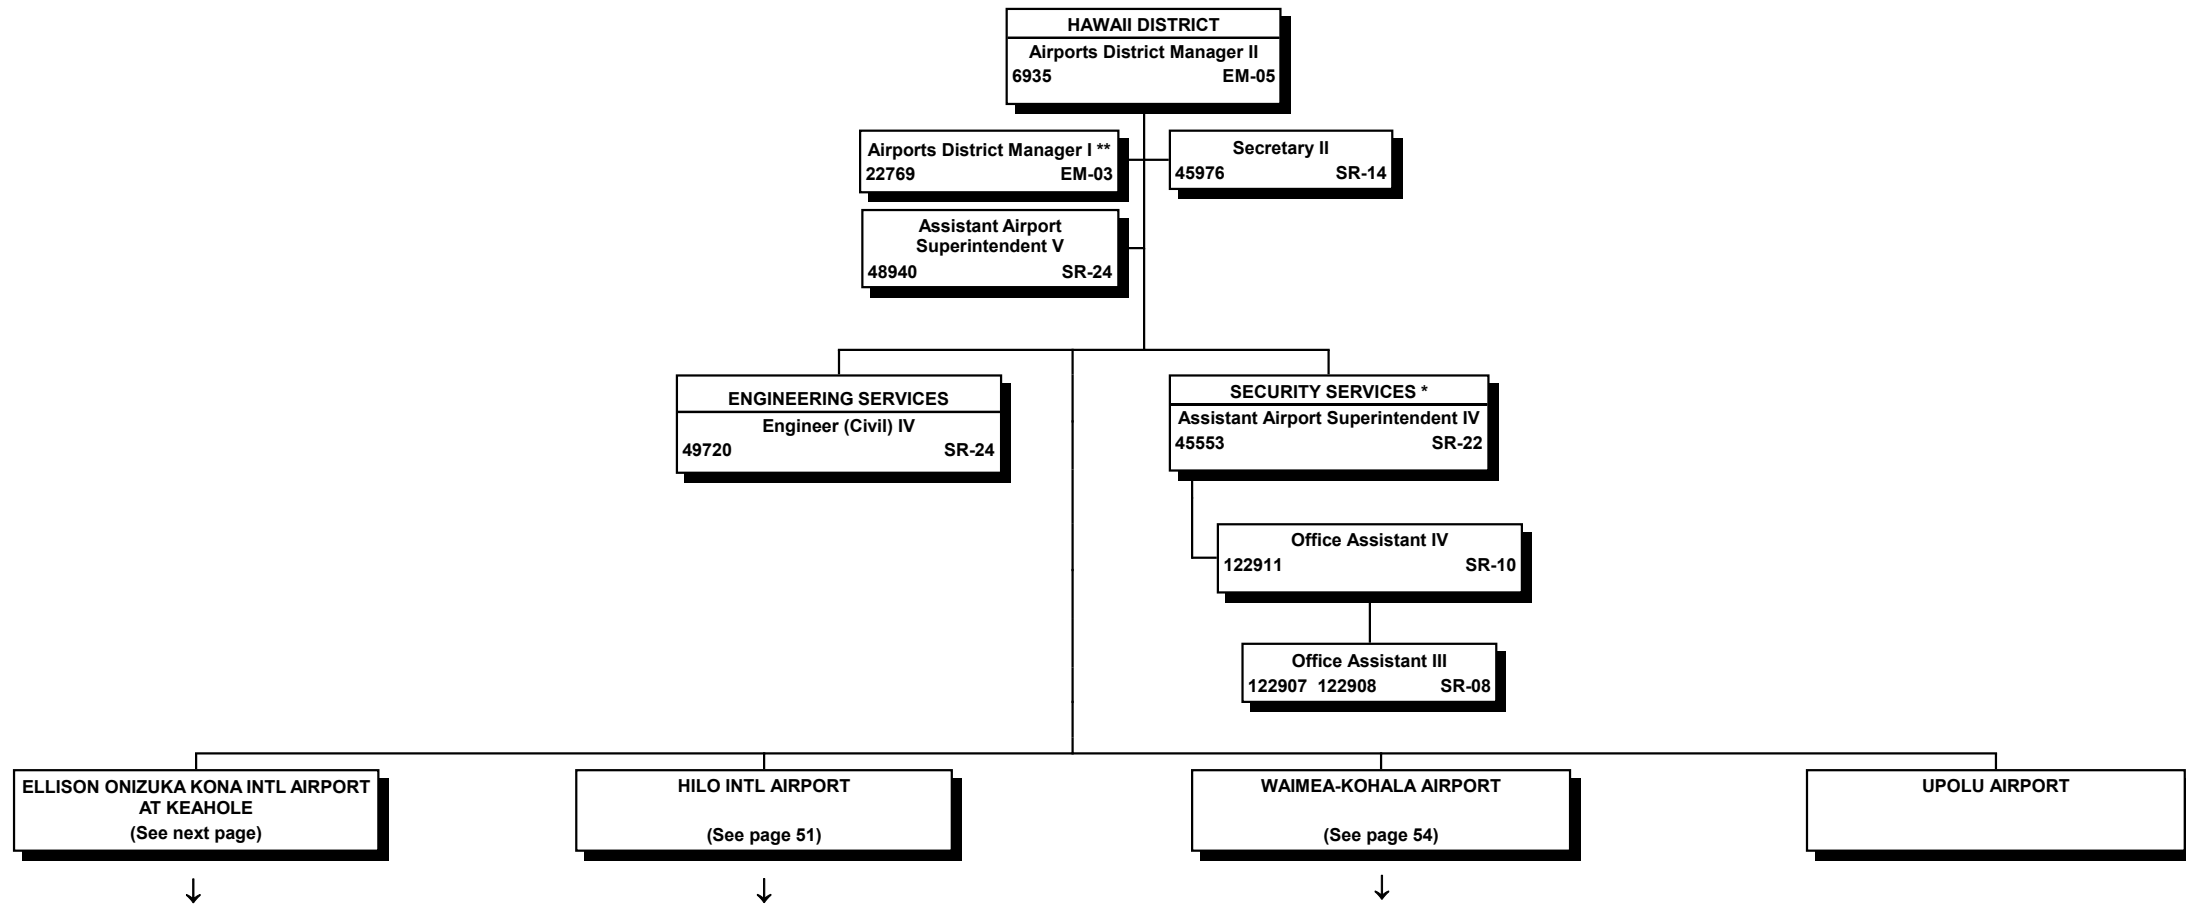 HAWAII DISTRICT
Airports District Manager II
6935 EM-05
Airports District Manager I **
22769 EM-03
Secretary II
45976 SR-14
Assistant Airport
Superintendent V
48940 SR-24
ENGINEERING SERVICES
Engineer (Civil) IV
49720 SR-24
SECURITY SERVICES *
Assistant Airport Superintendent IV
45553 SR-22
Office Assistant IV
122911 SR-10
Office Assistant III
122907 122908 SR-08
ELLISON ONIZUKA KONA INTL AIRPORT
AT KEAHOLE
(See next page)
HILO INTL AIRPORT
(See page 51)
WAIMEA-KOHALA AIRPORT
(See page 54)
UPOLU AIRPORT